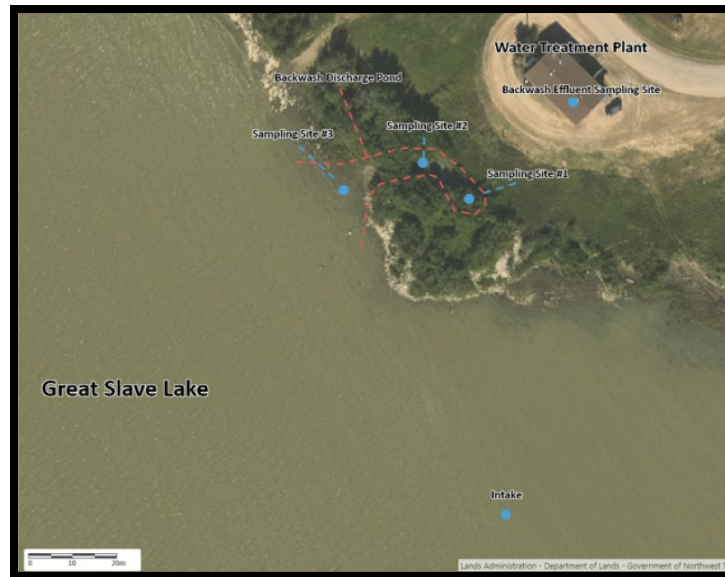 Water Treatment Plant
Backwash Discharge Pond
Backwash Effluent Sampling Site
Sampling Site #2
Sampling Site #3
Sampling Site #1
Great Slave Lake
Intake
0 10 20m
Lands Administration - Department of Lands - Government of Northwest